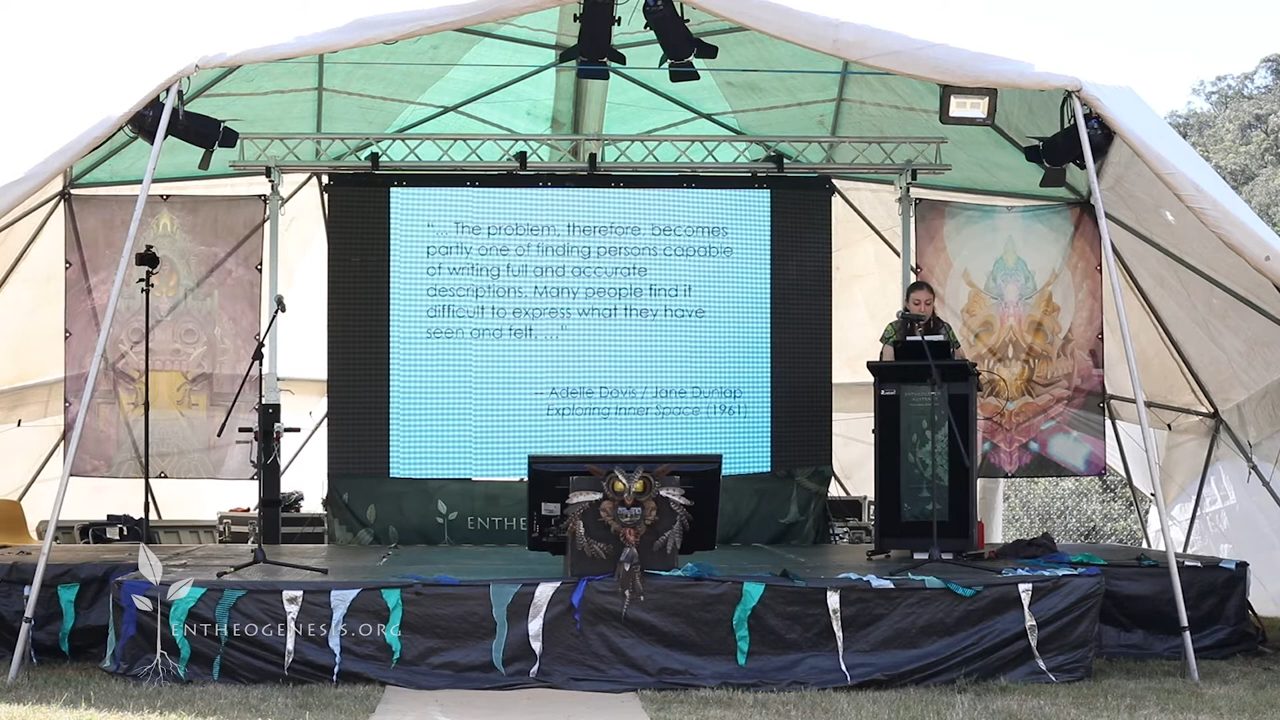 "... The problem, therefore, becomes
partly one of finding persons capable
of writing full and accurate
descriptions. Many people find it
difficult to express what they have
seen and felt. ..."
-- Adelle Davis / Jane Dunlap,
Exploring Inner Space (1961)
ENTHEO
ENTHEOGENESIS.ORG